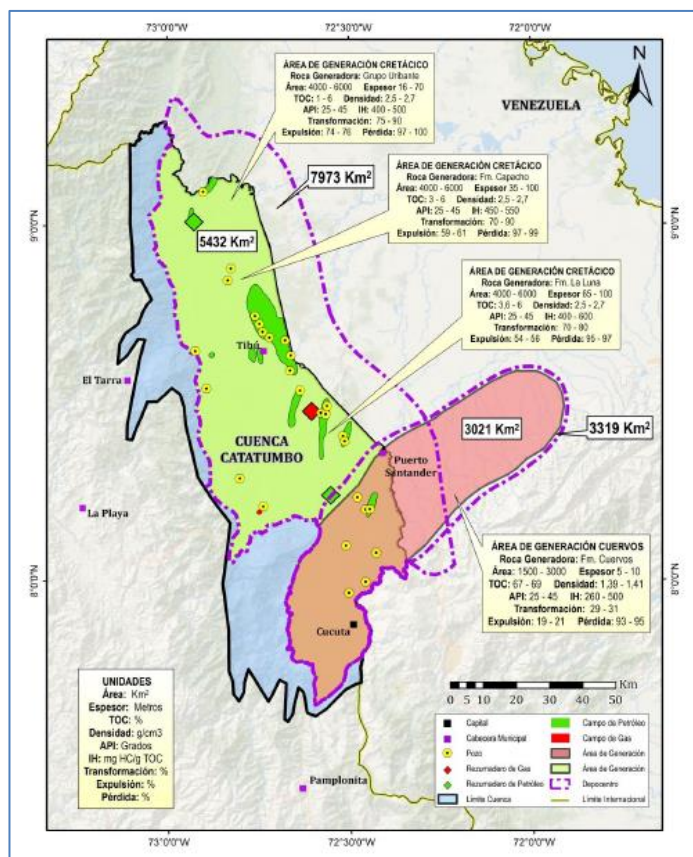 73°0'0"W
72°30'0"W
72°0'0"W
N
VENEZUELA
ÁREA DE GENERACIÓN CRETÁCICO
Roca Generadora: Grupo Uribante
Área: 4000 - 6000 Espesor 16 - 70
TOC: 1 - 6 Densidad: 2,5 - 2,7
API: 25 - 45 IH: 400 - 500
Transformación: 75 - 90
Expulsión: 74 - 76 Pérdida: 97 - 100
7973 Km²
ÁREA DE GENERACIÓN CRETÁCICO
Roca Generadora: Fm. Capacho
Área: 4000 - 6000 Espesor 35 - 100
TOC: 3 - 6 Densidad: 2,5 - 2,7
API: 25 - 45 IH: 450 - 550
Transformación: 70 - 90
Expulsión: 59 - 61 Pérdida: 97 - 99
9°0'0"N
9°0'0"N
5432 Km²
ÁREA DE GENERACIÓN CRETÁCICO
Roca Generadora: Fm. La Luna
Área: 4000 - 6000 Espesor 65 - 100
TOC: 3,6 - 6 Densidad: 2,5 - 2,7
API: 25 - 45 IH: 400 - 600
Transformación: 70 - 80
Expulsión: 54 - 56 Pérdida: 95 - 97
Tibú
El Tarra
CUENCA
CATATUMBO
3021 Km²
3319 Km²
Puerto
Santander
La Playa
ÁREA DE GENERACIÓN CUERVOS
Roca Generadora: Fm. Cuervos
Área: 1500 - 3000 Espesor 5 - 10
TOC: 67 - 69 Densidad: 1,39 - 1,41
API: 25 - 45 IH: 260 - 500
Transformación: 29 - 31
Expulsión: 19 - 21 Pérdida: 93 - 95
8°0'0"N
8°0'0"N
Cucuta
UNIDADES
Área: Km²
Espesor: Metros
TOC: %
Densidad: g/cm3
API: Grados
IH: mg HC/g TOC
Transformación: %
Expulsión: %
Pérdida: %
0 5 10 20 30 40 50 Km
Capital
Cabecera Municipal
Pozo
Rezumadero de Gas
Rezumadero de Petróleo
Límite Cuenca
Campo de Petróleo
Campo de Gas
Área de Generación
Área de Generación
Depocentro
Límite Internacional
Pamplonita
73°0'0"W
72°30'0"W
72°0'0"W